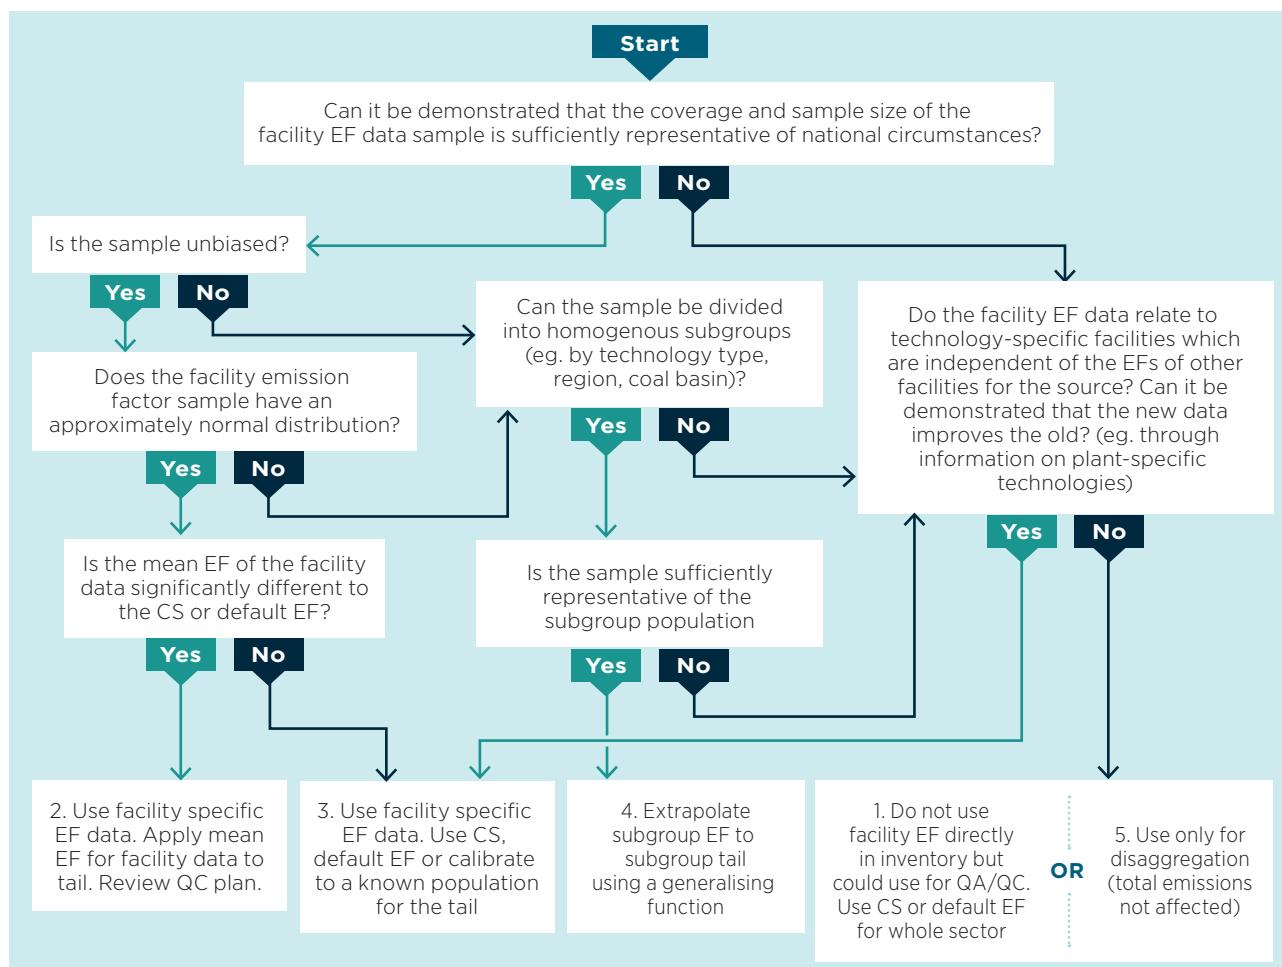 Start
Can it be demonstrated that the coverage and sample size of the
facility EF data sample is sufficiently representative of national circumstances?
Yes
No
Is the sample unbiased?
Yes
No
Does the facility emission
factor sample have an
approximately normal distribution?
Yes
No
Is the mean EF of the facility
data significantly different to
the CS or default EF?
Yes
No
Can the sample be divided
into homogenous subgroups
(eg. by technology type,
region, coal basin)?
Yes
No
Is the sample sufficiently
representative of the
subgroup population
Yes
No
Do the facility EF data relate to
technology-specific facilities which
are independent of the EFs of other
facilities for the source? Can it be
demonstrated that the new data
improves the old? (eg. through
information on plant-specific
technologies)
Yes
No
2. Use facility specific
EF data. Apply mean
EF for facility data to
tail. Review QC plan.
3. Use facility specific
EF data. Use CS,
default EF or calibrate
to a known population
for the tail
4. Extrapolate
subgroup EF to
subgroup tail
using a generalising
function
1. Do not use
facility EF directly
in inventory but
could use for QA/QC.
Use CS or default EF
for whole sector
OR
5. Use only for
disaggregation
(total emissions
not affected)